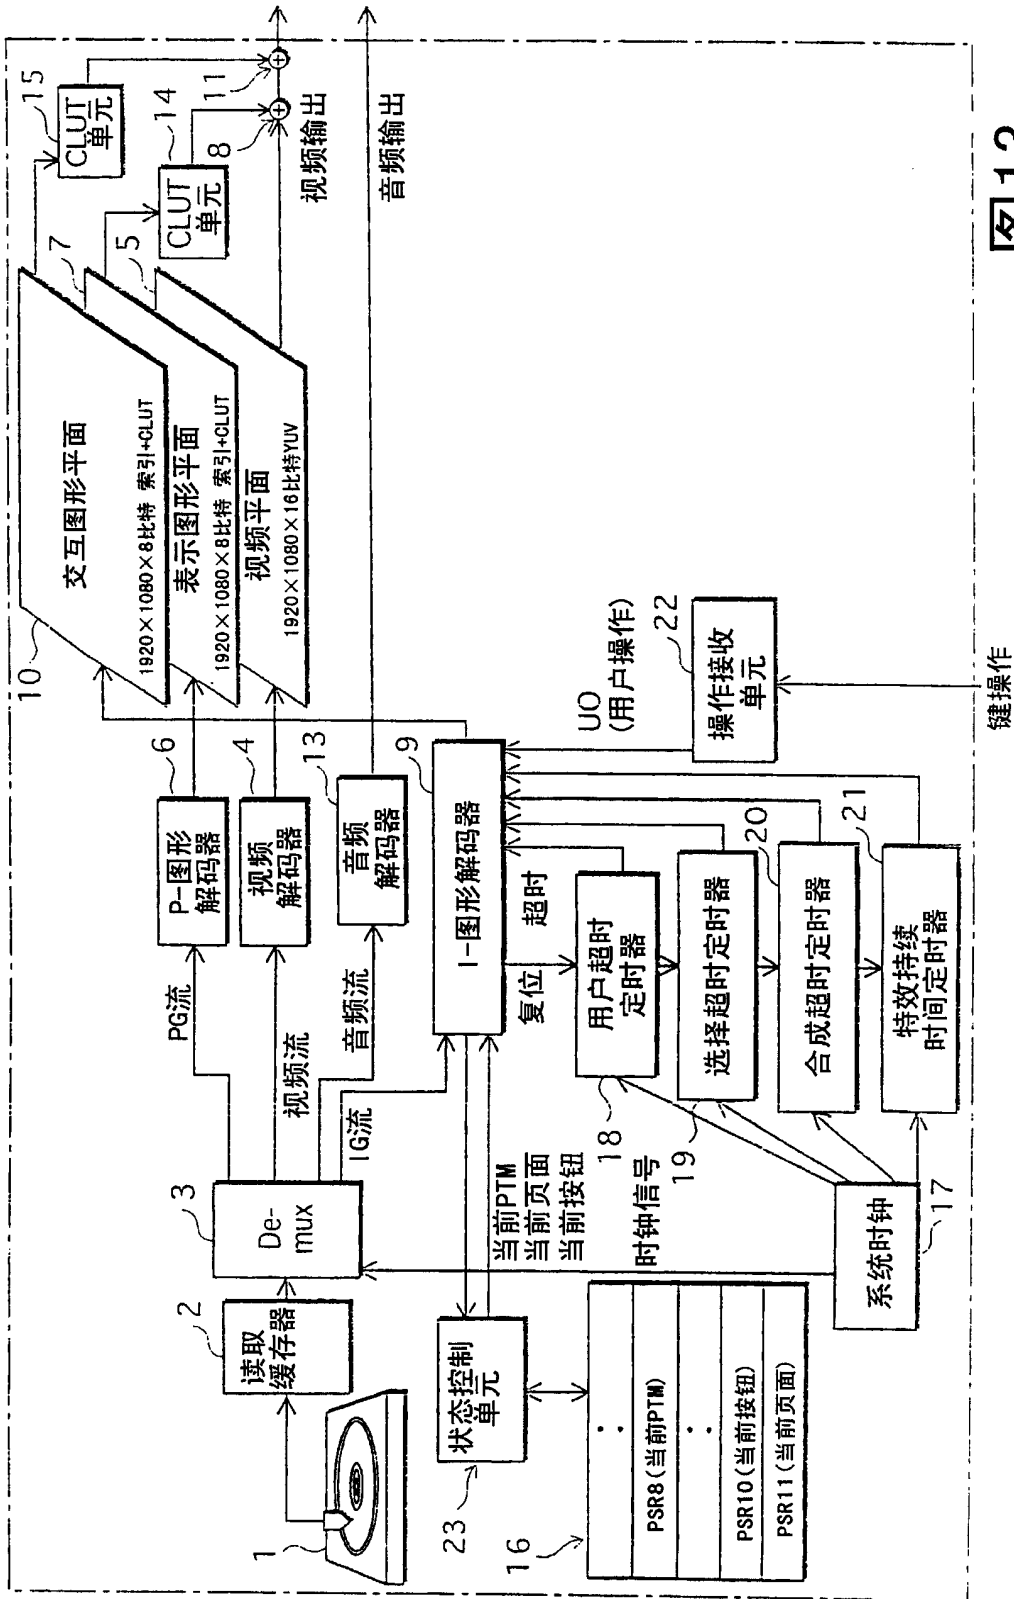 10
交互图形平面
1920×1080×8比特 索引+CLUT
7
表示图形平面
1920×1080×8比特 索引+CLUT
5
视频平面
1920×1080×16比特YUV
15
CLUT
单元
14
CLUT
单元
11
8
视频输出
音频输出
1
2
读取
缓存器
3
De-
mux
PG流
视频流
音频流
IG流
6
P-图形
解码器
4
视频
解码器
13
音频
解码器
9
I-图形解码器
23
状态控制
单元
当前PTM
当前页面
当前按钮
复位
超时
UO
(用户操作)
22
操作接收
单元
键操作
16
PSR8(当前PTM)
PSR10(当前按钮)
PSR11(当前页面)
时钟信号
18
用户超时
定时器
19
选择超时定时器
20
合成超时定时器
21
特效持续
时间定时器
系统时钟
17
图12